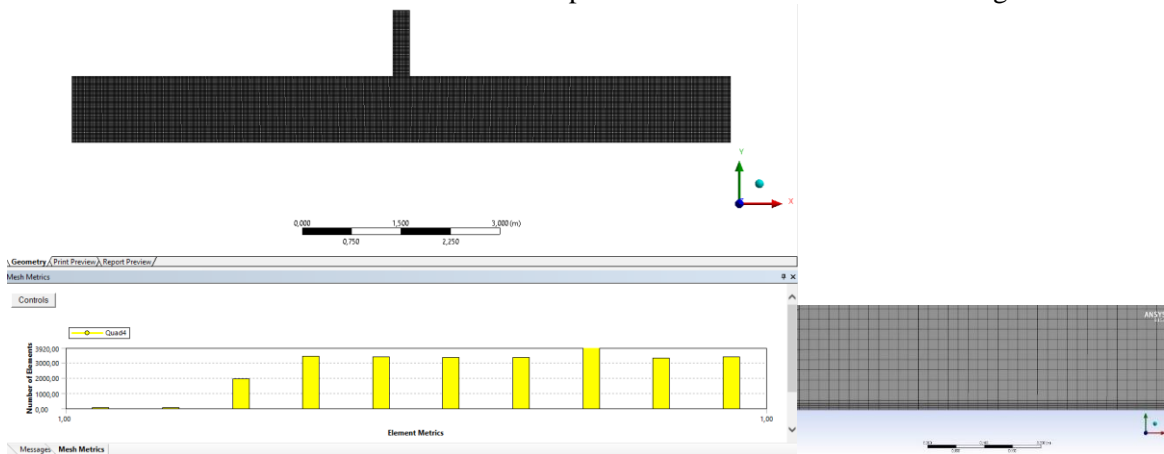 Y
X
0,000 1,500 3,000 (m)
0,750 2,250
Geometry Print Preview Report Preview
Mesh Metrics
Controls
Quad4
Number of Elements
3920,00
3000,00
2000,00
1000,00
0,00
1,00 1,00
Element Metrics
Messages Mesh Metrics
ANSYS